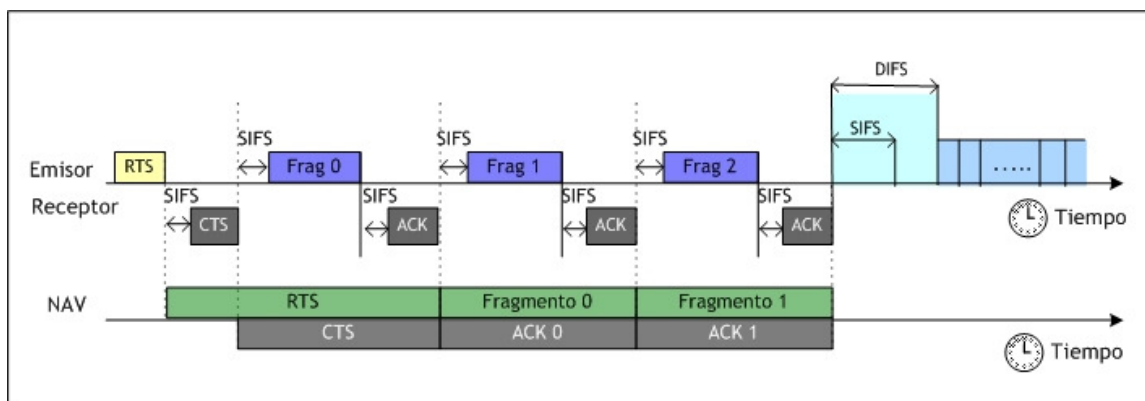 DIFS
SIFS
SIFS SIFS SIFS
Emisor RTS Frag 0 Frag 1 Frag 2 .....
Receptor SIFS SIFS SIFS SIFS
CTS ACK ACK ACK
Tiempo
NAV RTS Fragmento 0 Fragmento 1
CTS ACK 0 ACK 1
Tiempo